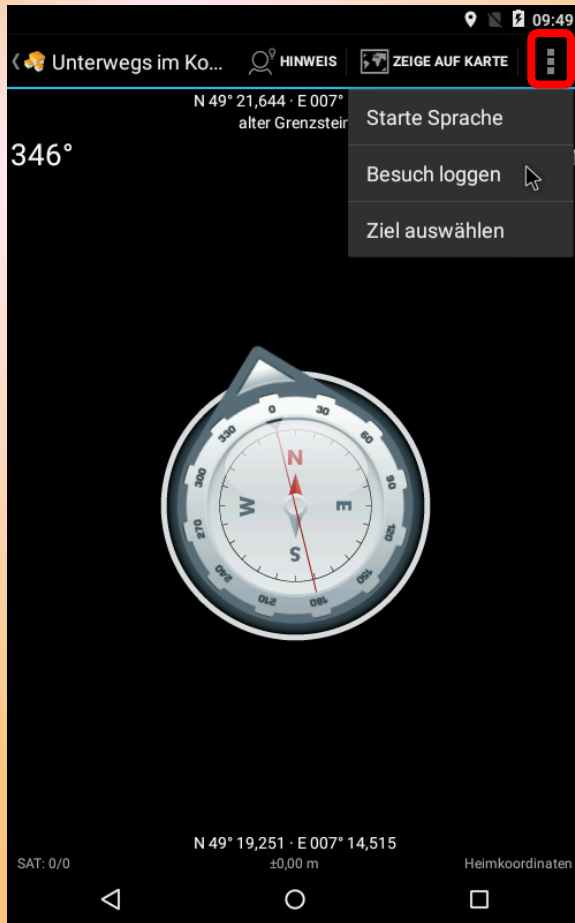 09:49
Unterwegs im Ko...
HINWEIS
ZEIGE AUF KARTE
N 49° 21,644 · E 007°
alter Grenzstein
346°
Starte Sprache
Besuch loggen
Ziel auswählen
0
30
60
90
120
150
180
210
240
270
300
330
N
E
S
W
N 49° 19,251 · E 007° 14,515
SAT: 0/0
±0,00 m
Heimkoordinaten